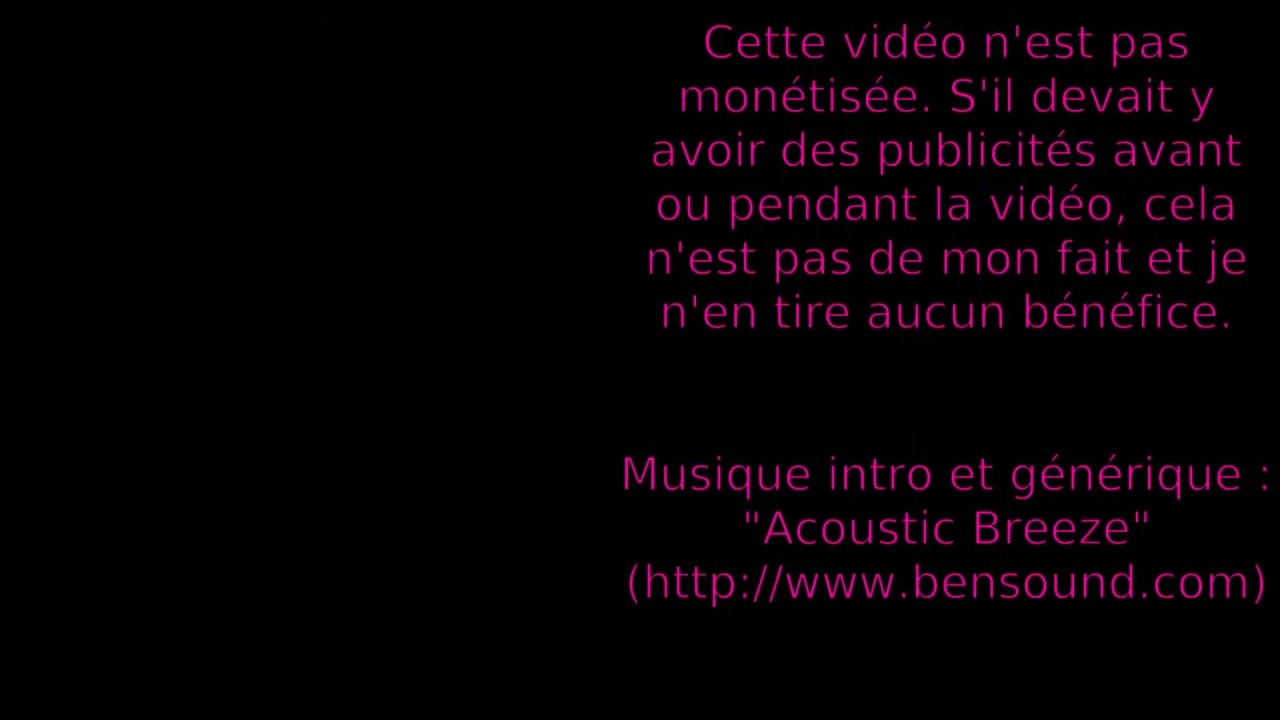 Cette vidéo n'est pas
monétisée. S'il devait y
avoir des publicités avant
ou pendant la vidéo, cela
n'est pas de mon fait et je
n'en tire aucun bénéfice.
Musique intro et générique :
"Acoustic Breeze"
(http://www.bensound.com)